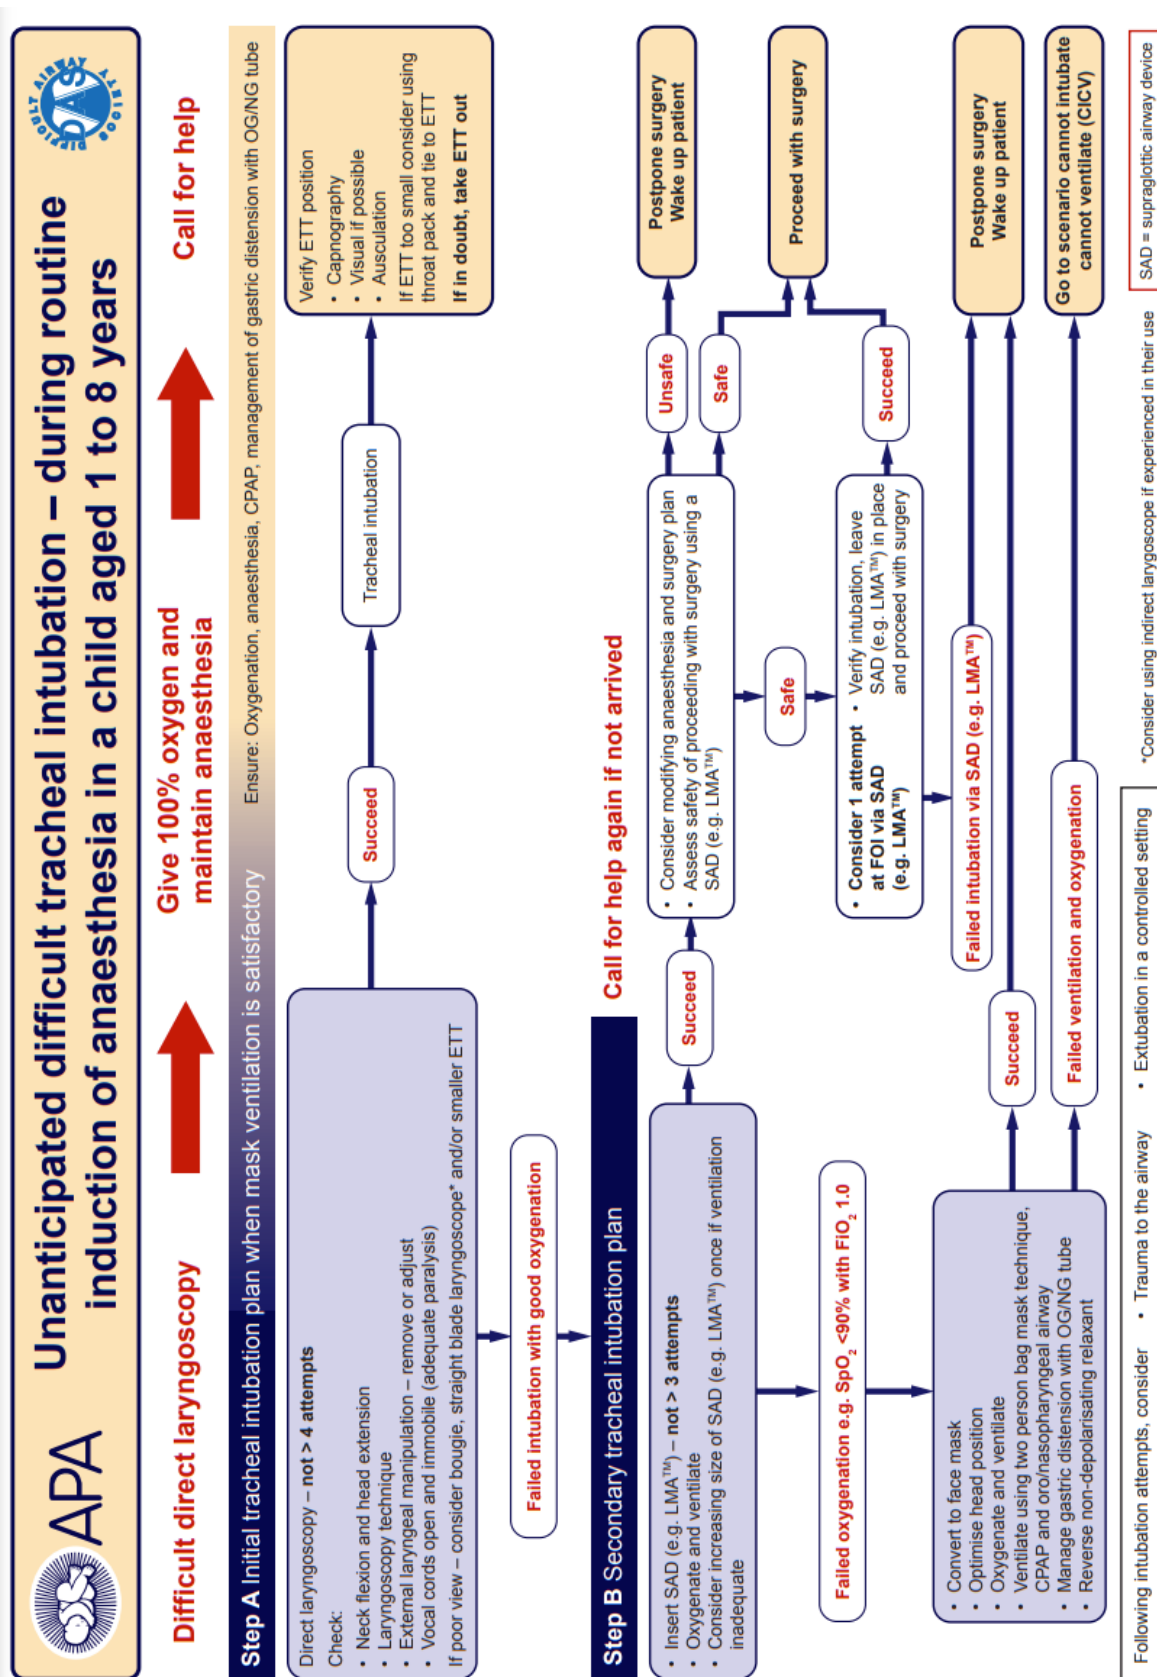 APA
Unanticipated difficult tracheal intubation – during routine
induction of anaesthesia in a child aged 1 to 8 years
DIFFICULT AIRWAY SOCIETY
DAS
Difficult direct laryngoscopy
Give 100% oxygen and
maintain anaesthesia
Call for help
Step A Initial tracheal intubation plan when mask ventilation is satisfactory
Ensure: Oxygenation, anaesthesia, CPAP, management of gastric distension with OG/NG tube
Direct laryngoscopy – not > 4 attempts
Check:
• Neck flexion and head extension
• Laryngoscopy technique
• External laryngeal manipulation – remove or adjust
• Vocal cords open and immobile (adequate paralysis)
If poor view – consider bougie, straight blade laryngoscope* and/or smaller ETT
Succeed
Tracheal intubation
Verify ETT position
• Capnography
• Visual if possible
• Ausculation
If ETT too small consider using
throat pack and tie to ETT
If in doubt, take ETT out
Failed intubation with good oxygenation
Step B Secondary tracheal intubation plan
Call for help again if not arrived
• Insert SAD (e.g. LMA™) – not > 3 attempts
• Oxygenate and ventilate
• Consider increasing size of SAD (e.g. LMA™) once if ventilation
inadequate
Succeed
• Consider modifying anaesthesia and surgery plan
• Assess safety of proceeding with surgery using a
SAD (e.g. LMA™)
Unsafe
Postpone surgery
Wake up patient
Safe
Proceed with surgery
Safe
• Consider 1 attempt
at FOI via SAD
(e.g. LMA™)
• Verify intubation, leave
SAD (e.g. LMA™) in place
and proceed with surgery
Succeed
Failed oxygenation e.g. SpO₂ <90% with FiO₂ 1.0
Failed intubation via SAD (e.g. LMA™)
Postpone surgery
Wake up patient
• Convert to face mask
• Optimise head position
• Oxygenate and ventilate
• Ventilate using two person bag mask technique,
CPAP and oro/nasopharyngeal airway
• Manage gastric distension with OG/NG tube
• Reverse non-depolarisating relaxant
Succeed
Failed ventilation and oxygenation
Go to scenario cannot intubate
cannot ventilate (CICV)
Following intubation attempts, consider
• Trauma to the airway
• Extubation in a controlled setting
*Consider using indirect larygoscope if experienced in their use
SAD = supraglottic airway device